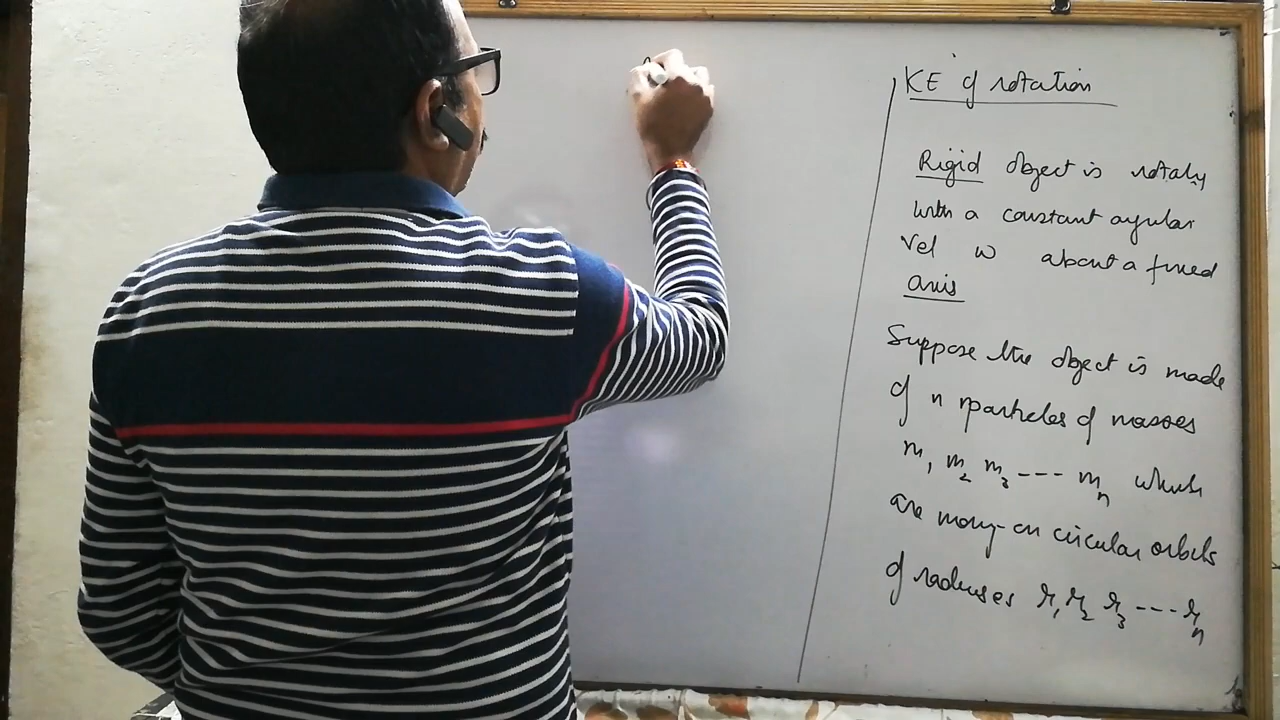 KE of rotation
Rigid object is rotating
with a constant angular
vel w about a fixed
axis
Suppose the object is made
of n particles of masses
m1 m2 m3 ---- mn which
are moving on circular orbits
of radiuses r1 r2 r3 ---- rn